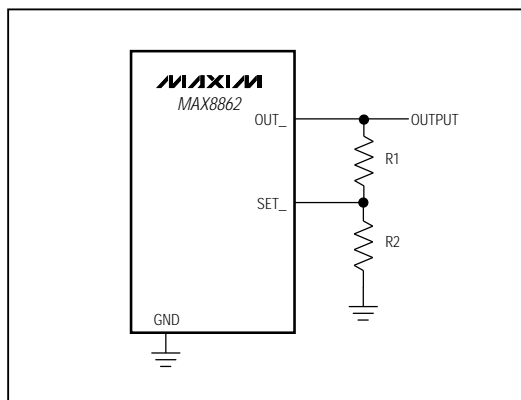 MAXIM
MAX8862
OUT_
OUTPUT
R1
SET_
R2
GND